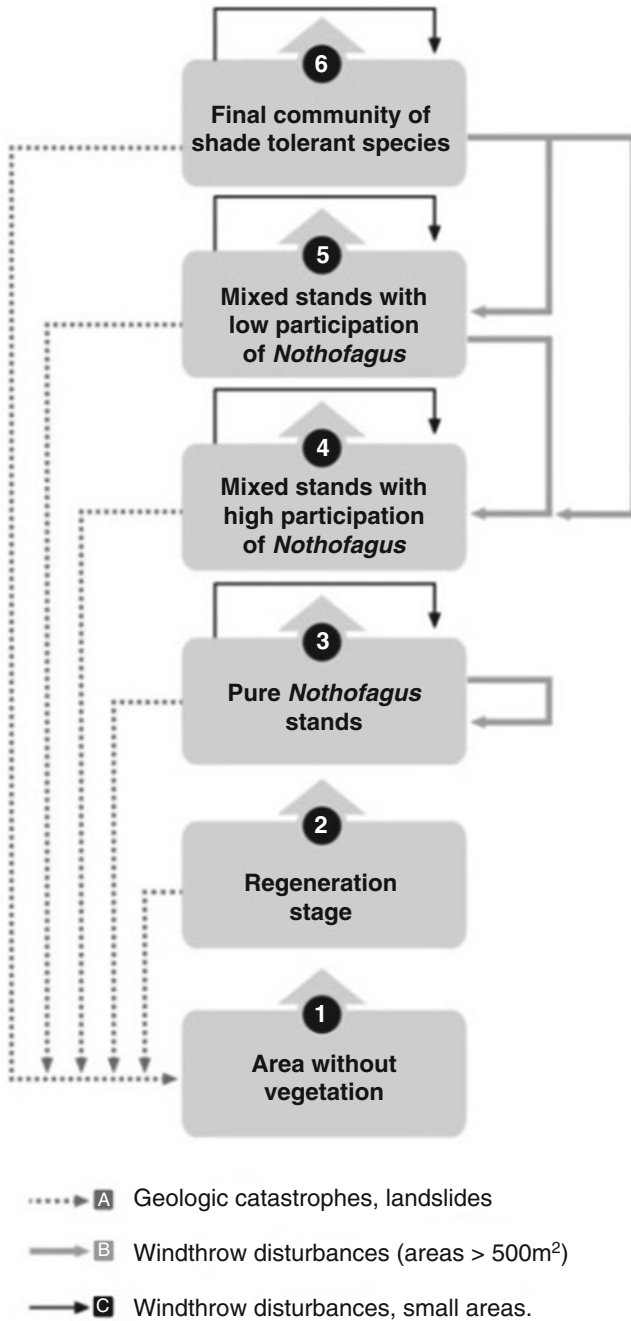 6
Final community of
shade tolerant species
5
Mixed stands with
low participation
of Nothofagus
4
Mixed stands with
high participation
of Nothofagus
3
Pure Nothofagus
stands
2
Regeneration
stage
1
Area without
vegetation
A Geologic catastrophes, landslides
B Windthrow disturbances (areas > 500m²)
C Windthrow disturbances, small areas.